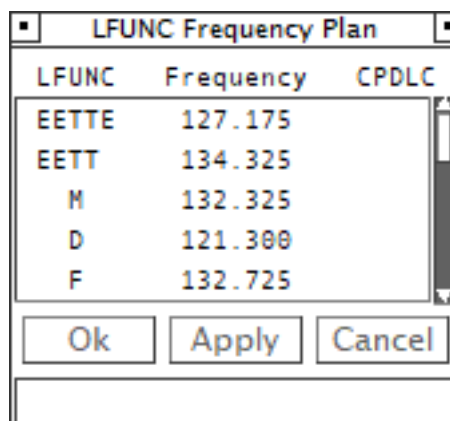 LFUNC Frequency Plan
LFUNC Frequency CPDLC
EETTE 127.175
EETT 134.325
M 132.325
D 121.300
F 132.725
Ok Apply Cancel